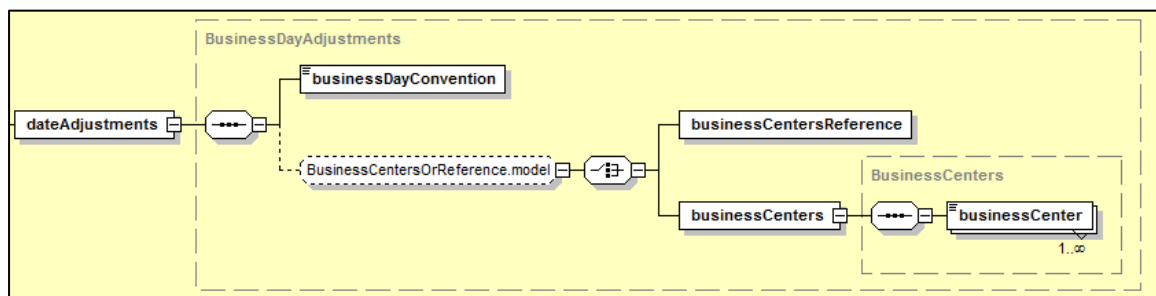 BusinessDayAdjustments
businessDayConvention
dateAdjustments
businessCentersReference
BusinessCentersOrReference.model
BusinessCenters
businessCenters
businessCenter
1..∞